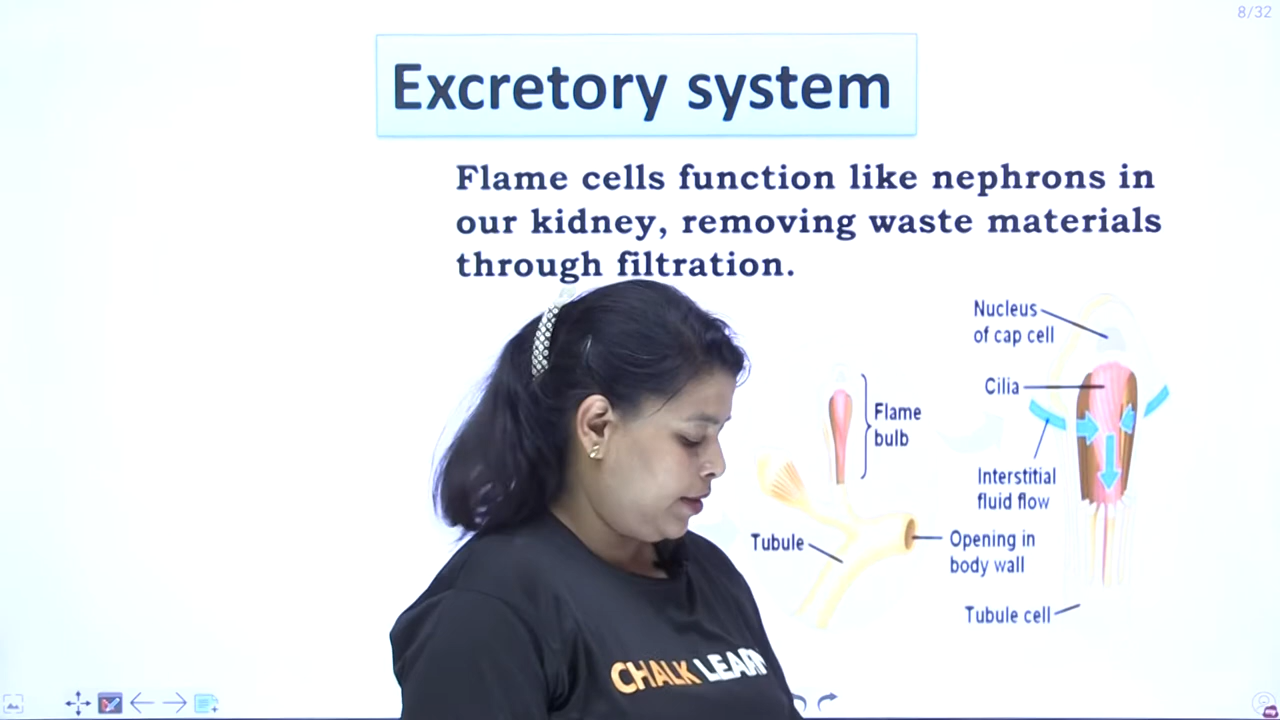 8/32
Excretory system
Flame cells function like nephrons in
our kidney, removing waste materials
through filtration.
Nucleus
of cap cell
Cilia
Flame
bulb
Interstitial
fluid flow
Tubule
Opening in
body wall
Tubule cell
CHALK LEARN